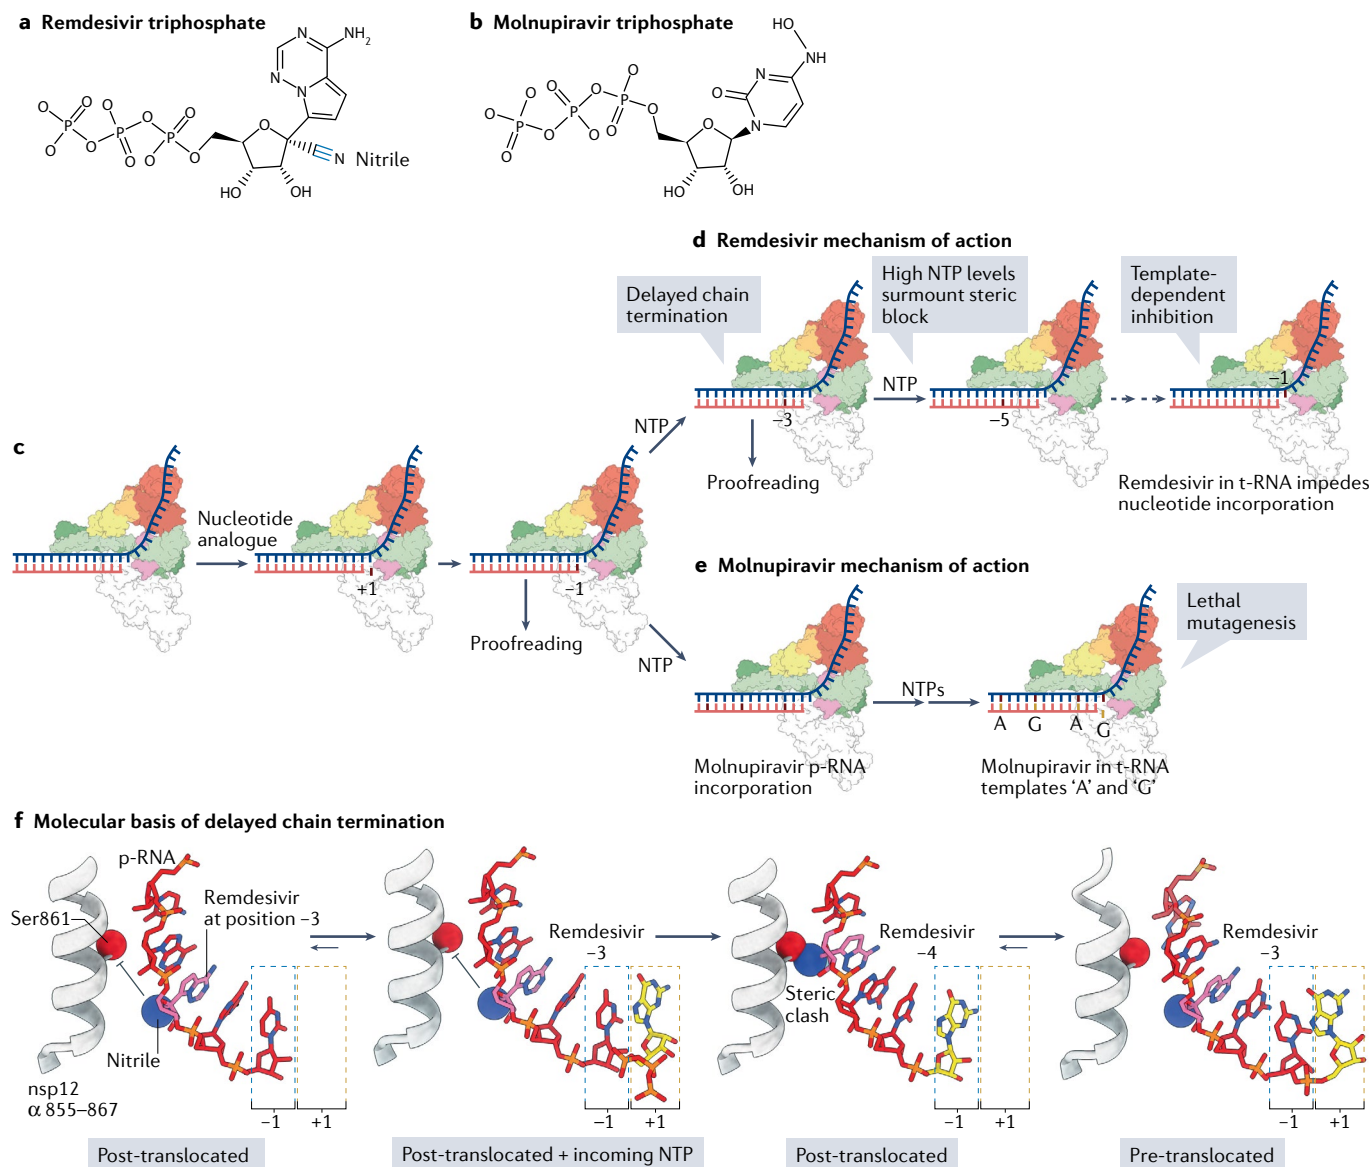 a Remdesivir triphosphate
N
NH2
N
N
O
O
O
O
O
O
P
P
P
O
O
O
O
O
O
N
Nitrile
HO
OH
b Molnupiravir triphosphate
HO
NH
N
O
N
O
O
O
O
O
O
P
P
P
O
O
O
O
O
HO
OH
d Remdesivir mechanism of action
Delayed chain
termination
High NTP levels
surmount steric
block
Template-
dependent
inhibition
NTP
NTP
−3
−5
−1
Proofreading
Remdesivir in t-RNA impedes
nucleotide incorporation
c
Nucleotide
analogue
+1
−1
Proofreading
NTP
e Molnupiravir mechanism of action
Lethal
mutagenesis
NTPs
A G A G
Molnupiravir p-RNA
incorporation
Molnupiravir in t-RNA
templates ‘A’ and ‘G’
f Molecular basis of delayed chain termination
p-RNA
Ser861
Remdesivir
at position −3
Nitrile
nsp12
α 855–867
−1 +1
Post-translocated
Remdesivir
−3
−1 +1
Post-translocated + incoming NTP
Remdesivir
−4
Steric
clash
−1 +1
Post-translocated
Remdesivir
−3
−1 +1
Pre-translocated